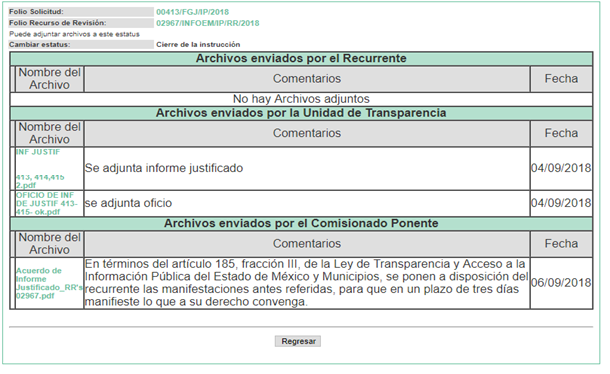 Folio Solicitud: 00413/FGJ/IP/2018
Folio Recurso de Revisión: 02967/INFOEM/IP/RR/2018
Puede adjuntar archivos a este estatus
Cambiar estatus: Cierre de la instrucción
Archivos enviados por el Recurrente
Nombre del Archivo Comentarios Fecha
No hay Archivos adjuntos
Archivos enviados por la Unidad de Transparencia
Nombre del Archivo Comentarios Fecha
INF JUSTIF
413, 414,415
2.pdf
Se adjunta informe justificado 04/09/2018
OFICIO DE INF
DE JUSTIF 413-
415- ok.pdf
se adjunta oficio 04/09/2018
Archivos enviados por el Comisionado Ponente
Nombre del Archivo Comentarios Fecha
Acuerdo de
Informe
Justificado_RR's
02967.pdf
En términos del artículo 185, fracción III, de la Ley de Transparencia y Acceso a la
Información Pública del Estado de México y Municipios, se ponen a disposición del
recurrente las manifestaciones antes referidas, para que en un plazo de tres días
manifieste lo que a su derecho convenga.
06/09/2018
Regresar